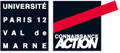 UNIVERSITÉ
PARIS 12
VAL DE
MARNE
CONNAISSANCE
ACTION